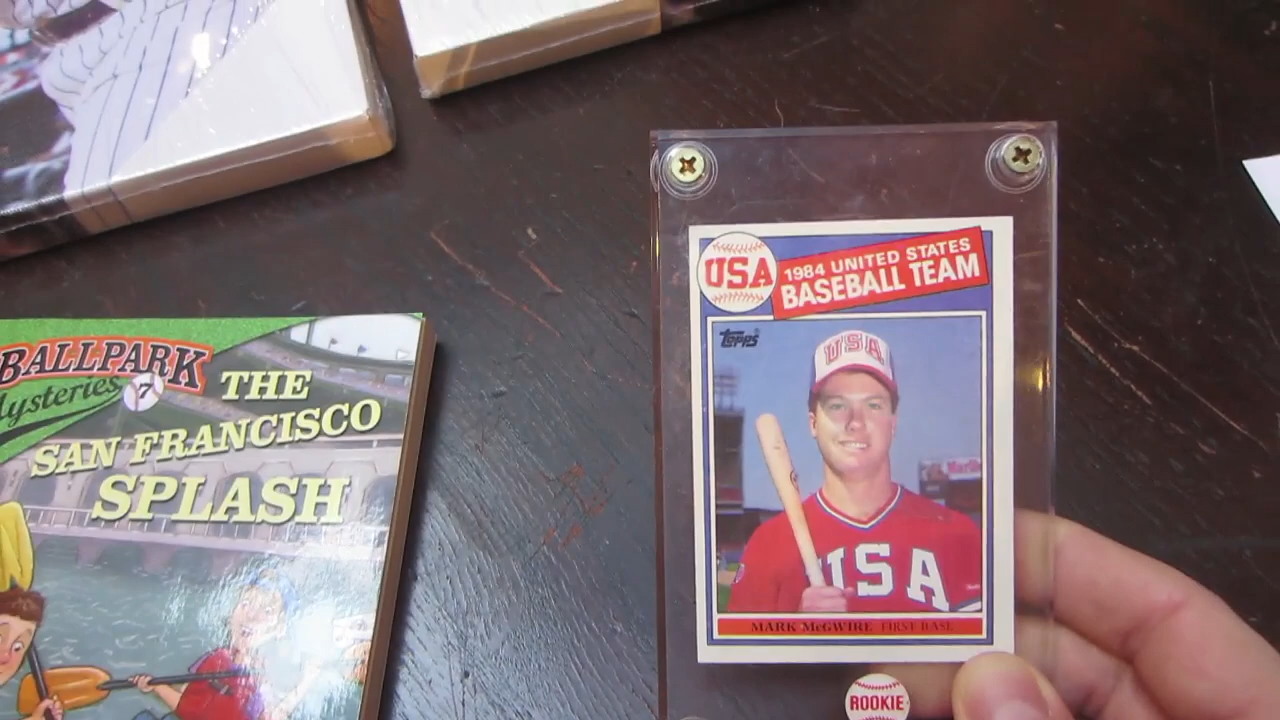 BALLPARK
Mysteries
7
THE
SAN FRANCISCO
SPLASH
USA
1984 UNITED STATES
BASEBALL TEAM
Topps
USA
Marlb
USA
MARK McGWIRE FIRST BASE
ROOKIE